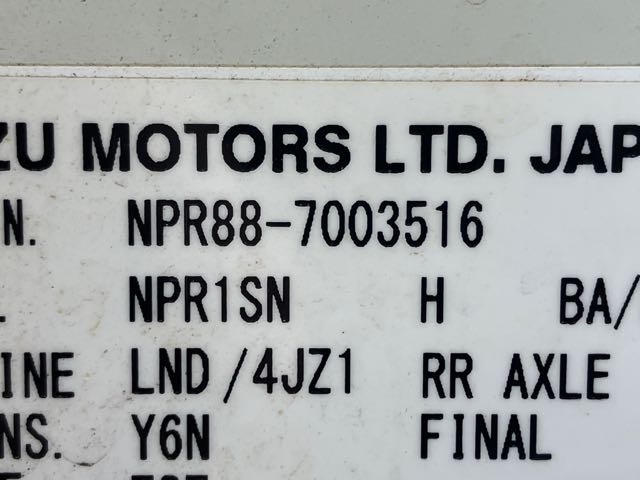 ZU MOTORS LTD. JAP
N. NPR88-7003516
L NPR1SN H BA/
INE LND/4JZ1 RR AXLE
NS. Y6N FINAL